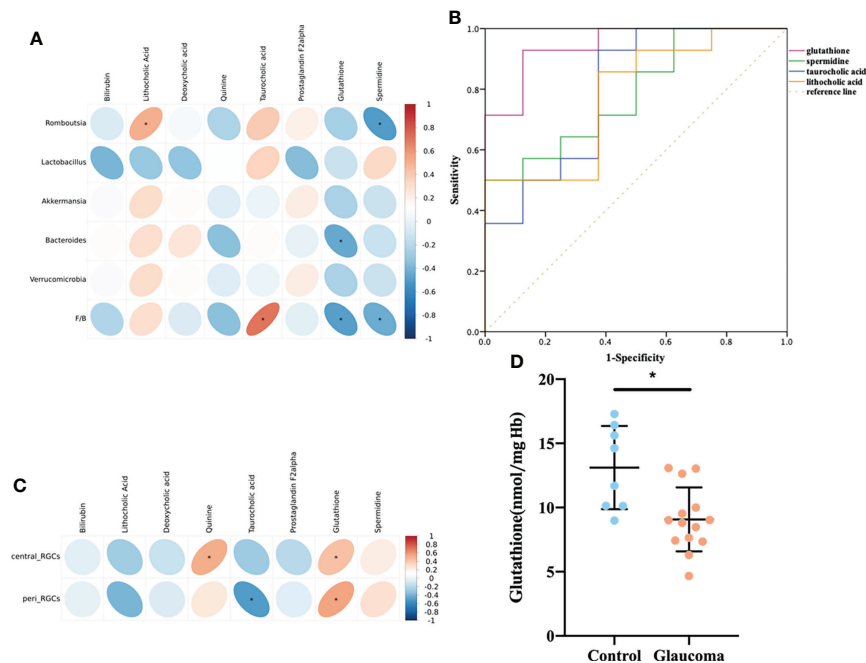 A
Bilirubin
Lithocholic Acid
Deoxycholic acid
Quinine
Taurocholic acid
Prostaglandin F2alpha
Glutathione
Spermidine
Romboutsia
Lactobacillus
Akkermansia
Bacteroides
Verrucomicrobia
F/B
*
*
*
*
*
*
1
0.8
0.6
0.4
0.2
0
-0.2
-0.4
-0.6
-0.8
-1
B
Sensitivity
1.0
0.8
0.6
0.4
0.2
0.0
0.0
0.2
0.4
0.6
0.8
1.0
1-Specificity
glutathione
spermidine
taurocholic acid
lithocholic acid
reference line
C
Bilirubin
Lithocholic Acid
Deoxycholic acid
Quinine
Taurocholic acid
Prostaglandin F2alpha
Glutathione
Spermidine
central_RGCs
peri_RGCs
*
*
*
*
1
0.8
0.6
0.4
0.2
0
-0.2
-0.4
-0.6
-0.8
-1
D
*
Glutathione(nmol/mg Hb)
20
15
10
5
0
Control
Glaucoma